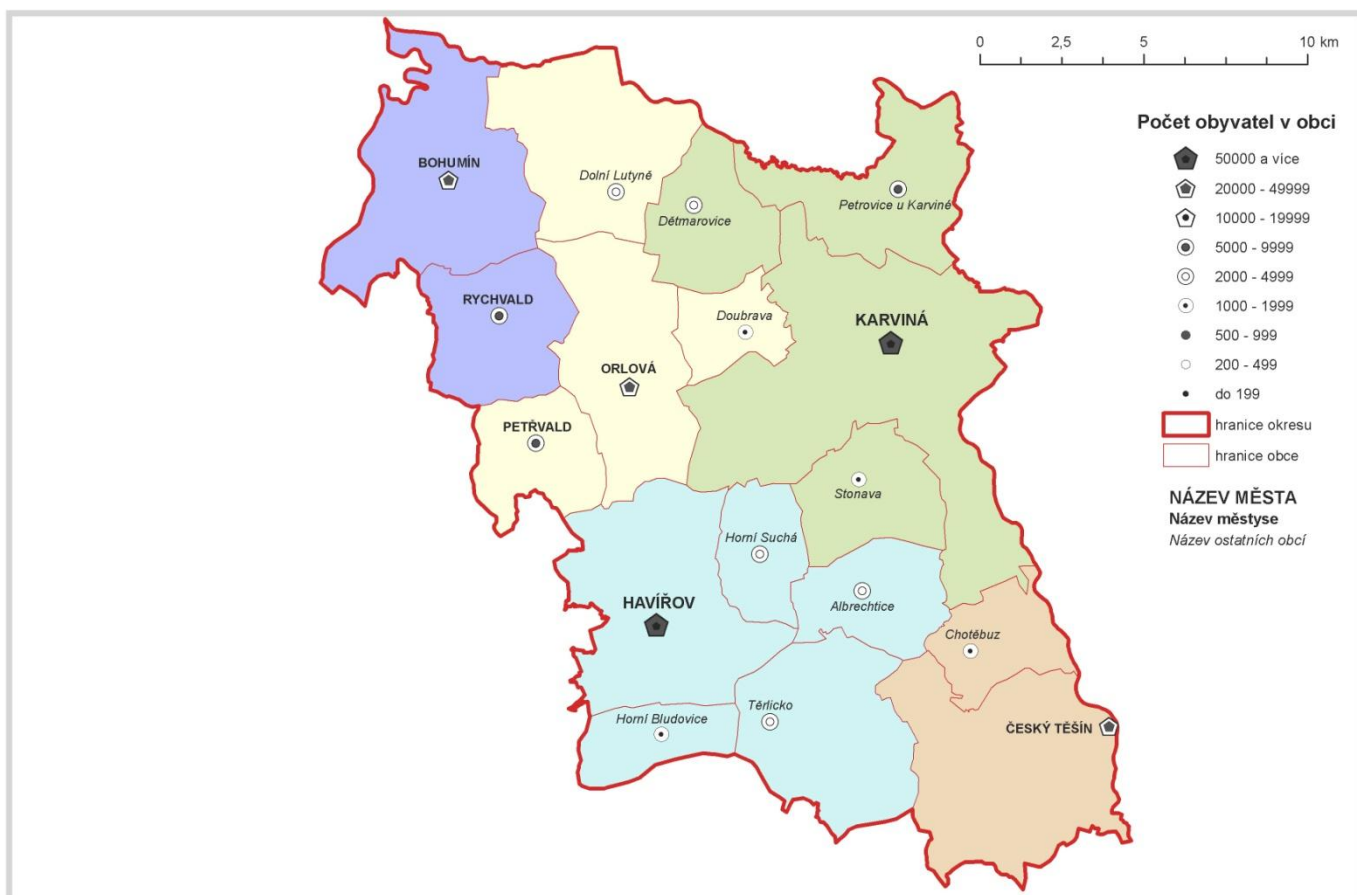 0 2,5 5 10 km
Počet obyvatel v obci
50000 a více
20000 - 49999
10000 - 19999
5000 - 9999
2000 - 4999
1000 - 1999
500 - 999
200 - 499
do 199
hranice okresu
hranice obce
NÁZEV MĚSTA
Název městyse
Název ostatních obcí
BOHUMÍN
Dolní Lutyně
Dětmarovice
Petrovice u Karviné
RYCHVALD
Doubrava
KARVINÁ
ORLOVÁ
PETŘVALD
Stonava
Horní Suchá
HAVÍŘOV
Albrechtice
Chotěbuz
Horní Bludovice
Těrlicko
ČESKÝ TĚŠÍN